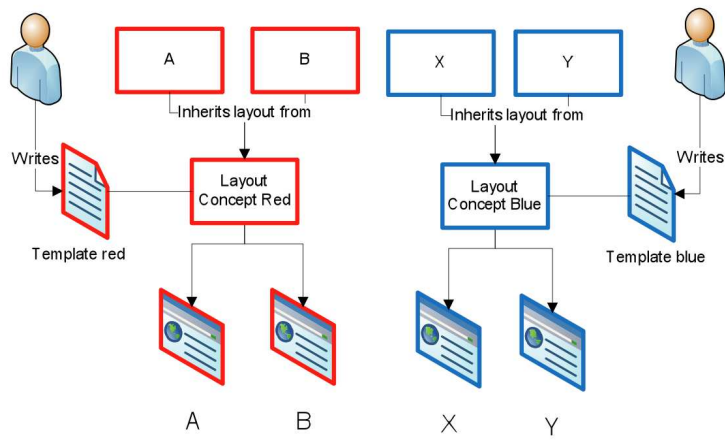 A
B
X
Y
Inherits layout from
Inherits layout from
Writes
Writes
Layout
Concept Red
Layout
Concept Blue
Template red
Template blue
A
B
X
Y